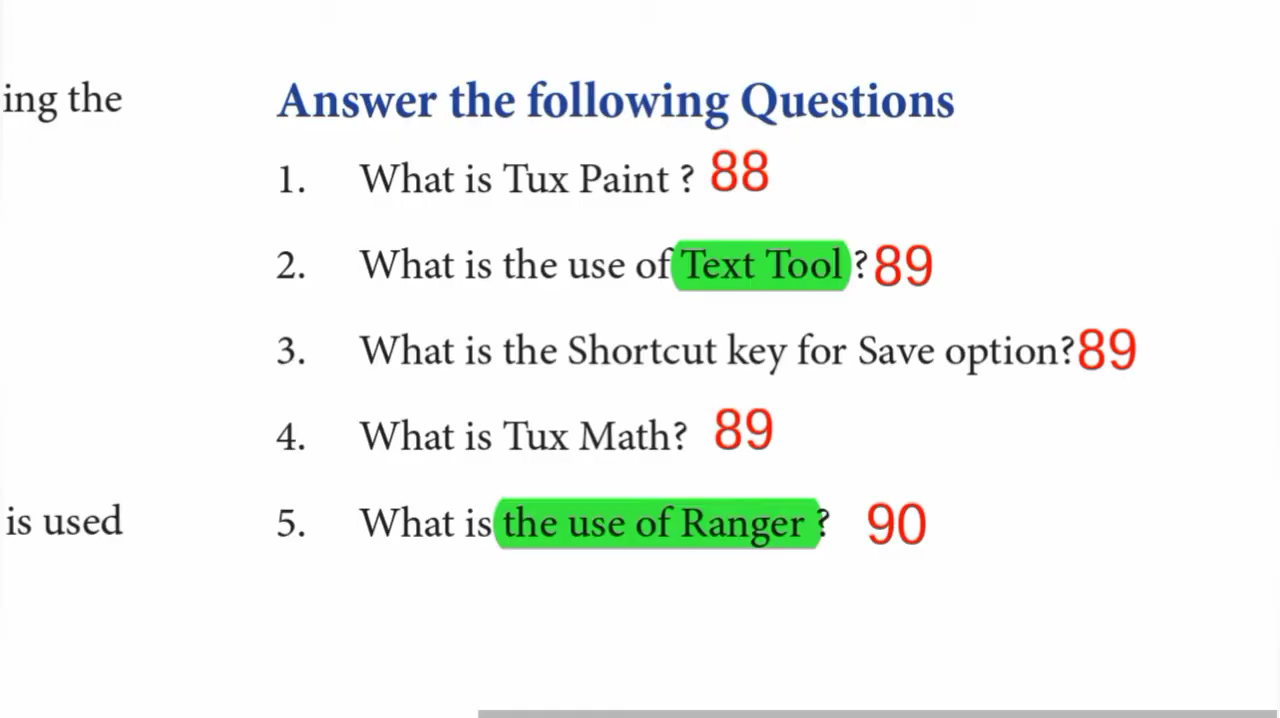 ing the
Answer the following Questions
1. What is Tux Paint ? 88
2. What is the use of Text Tool ? 89
3. What is the Shortcut key for Save option? 89
4. What is Tux Math? 89
is used
5. What is the use of Ranger ? 90